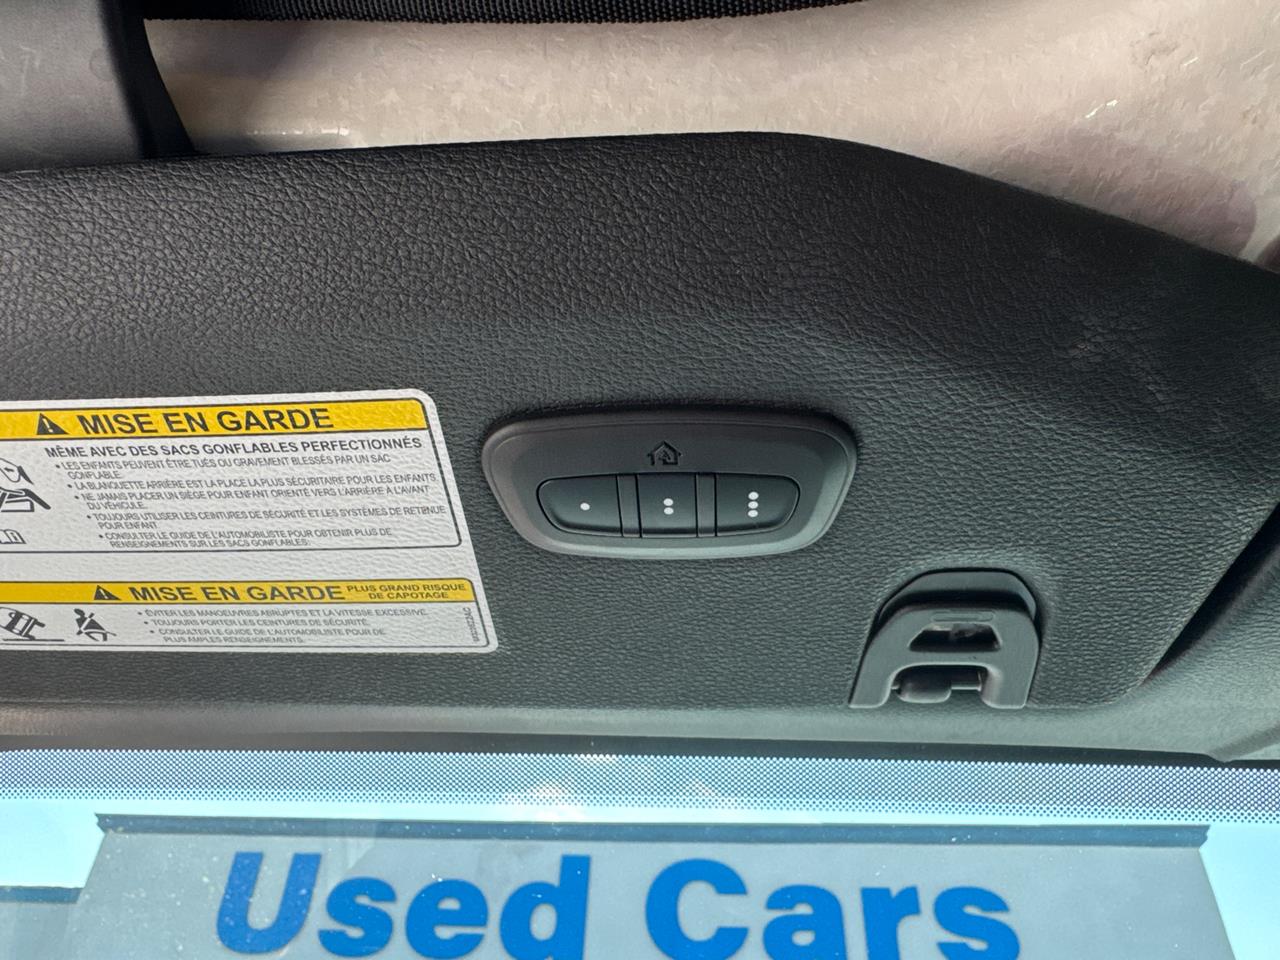 MISE EN GARDE
MÊME AVEC DES SACS GONFLABLES PERFECTIONNÉS
• LES ENFANTS PEUVENT ÊTRE TUÉS OU GRAVEMENT BLESSÉS PAR UN SAC
GONFLABLE.
• LA BLANQUETTE ARRIÈRE EST LA PLACE LA PLUS SÉCURITAIRE POUR LES ENFANTS.
• NE JAMAIS PLACER UN SIÈGE POUR ENFANT ORIENTÉ VERS L'ARRIÈRE À L'AVANT
DU VÉHICULE.
• TOUJOURS UTILISER LES CEINTURES DE SÉCURITÉ ET LES SYSTÈMES DE RETENUE
POUR ENFANT.
• CONSULTER LE GUIDE DE L'AUTOMOBILISTE POUR OBTENIR PLUS DE
RENSEIGNEMENTS SUR LES SACS GONFLABLES.
MISE EN GARDE PLUS GRAND RISQUE
DE CAPOTAGE
• ÉVITER LES MANOEUVRES ABRUPTES ET LA VITESSE EXCESSIVE.
• TOUJOURS PORTER LES CEINTURES DE SÉCURITÉ.
• CONSULTER LE GUIDE DE L'AUTOMOBILISTE POUR DE
PLUS AMPLES RENSEIGNEMENTS.
Used Cars